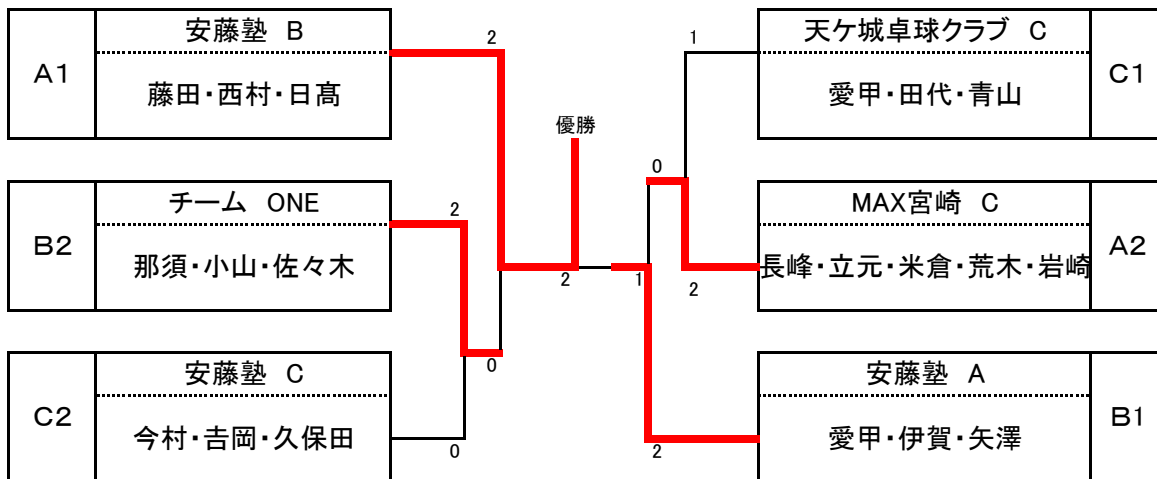 安藤塾 B
A1
藤田・西村・日髙
2
優勝
チーム ONE
B2
那須・小山・佐々木
2
安藤塾 C
C2
今村・𠮷岡・久保田
0
0
2
1
天ケ城卓球クラブ C
C1
愛甲・田代・青山
1
0
MAX宮崎 C
A2
長峰・立元・米倉・荒木・岩崎
2
安藤塾 A
B1
愛甲・伊賀・矢澤
2